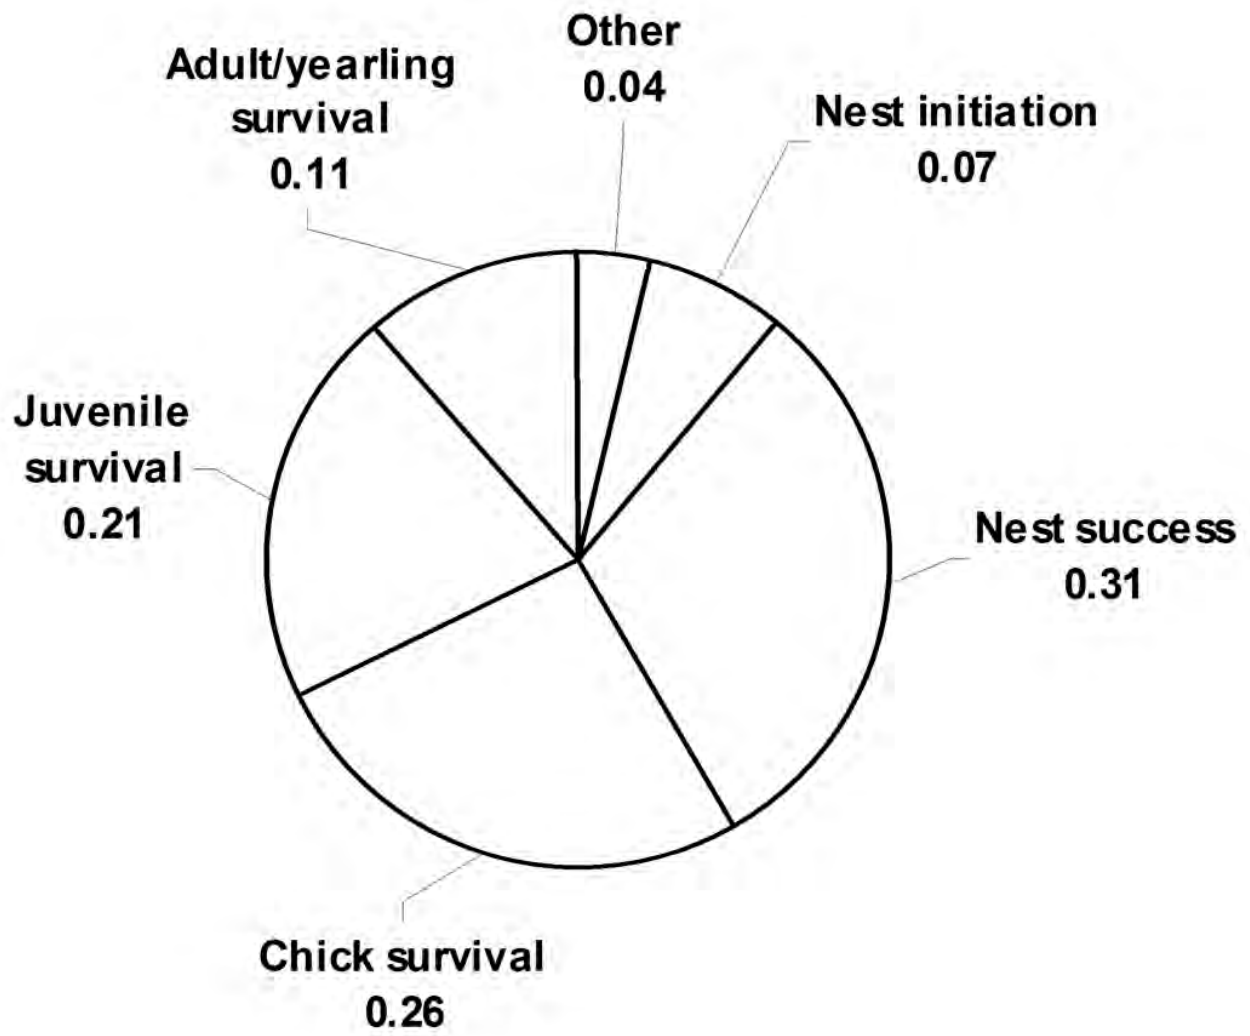 Other
0.04
Adult/yearling
survival
0.11
Nest initiation
0.07
Juvenile
survival
0.21
Nest success
0.31
Chick survival
0.26